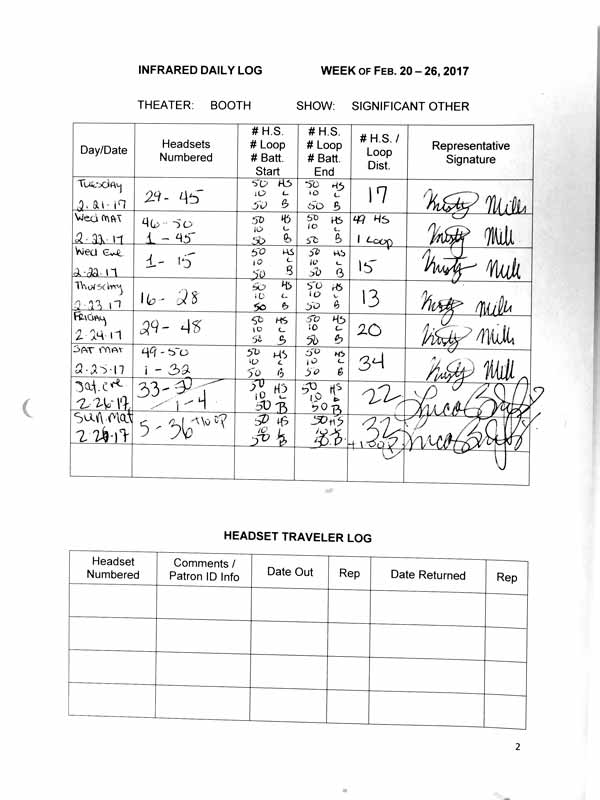 INFRARED DAILY LOG WEEK OF FEB. 20 – 26, 2017
THEATER: BOOTH SHOW: SIGNIFICANT OTHER
Day/Date Headsets Numbered # H.S. # Loop # Batt. Start # H.S. # Loop # Batt. End # H.S. / Loop Dist. Representative Signature
Tuesday 2.21.17 29 - 45 50 HS 10 L 50 B 50 HS 10 L 50 B 17 Kristy Mills
Wed MAT 2.22.17 46-50 1 - 45 50 HS 10 L 50 B 50 HS 10 L 50 B 49 HS 1 Loop Kristy Mill
Wed Eve 2.22.17 1 - 15 50 HS 10 L 50 B 50 HS 10 L 50 B 15 Kristy Mill
Thursday 2.23.17 16 - 28 50 HS 10 L 50 B 50 HS 10 L 50 B 13 Kristy Mills
FRIDAY 2.24.17 29 - 48 50 HS 10 L 50 B 50 HS 10 L 50 B 20 Kristy Mills
SAT MAT 2.25.17 49-50 1 - 32 50 HS 10 L 50 B 50 HS 10 L 50 B 34 Kristy Mill
Sat. eve 2.26.17 33 - 1-4 50 HS 10 L 50 B 50 HS 10 50 B 22
Sun Mat 2 26.17 5 - 36 + loop 50 HS 10 L 50 B 50 HS 10 L 50 B 32 + 1 loop
HEADSET TRAVELER LOG
Headset Numbered Comments / Patron ID Info Date Out Rep Date Returned Rep
2